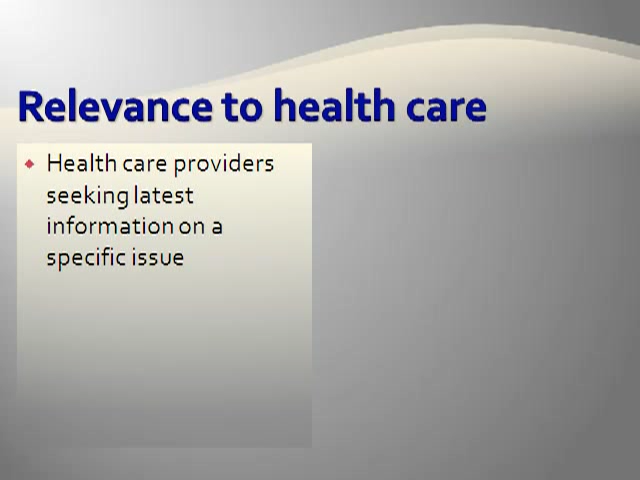 Relevance to health care
Health care providers
seeking latest
information on a
specific issue